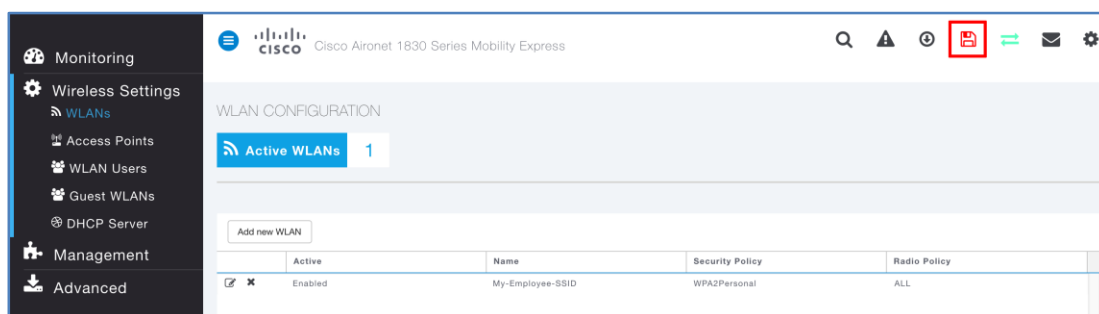 Monitoring
Wireless Settings
WLANs
Access Points
WLAN Users
Guest WLANs
DHCP Server
Management
Advanced
CISCO Cisco Aironet 1830 Series Mobility Express
WLAN CONFIGURATION
Active WLANs 1
Add new WLAN
Active Name Security Policy Radio Policy
Enabled My-Employee-SSID WPA2Personal ALL